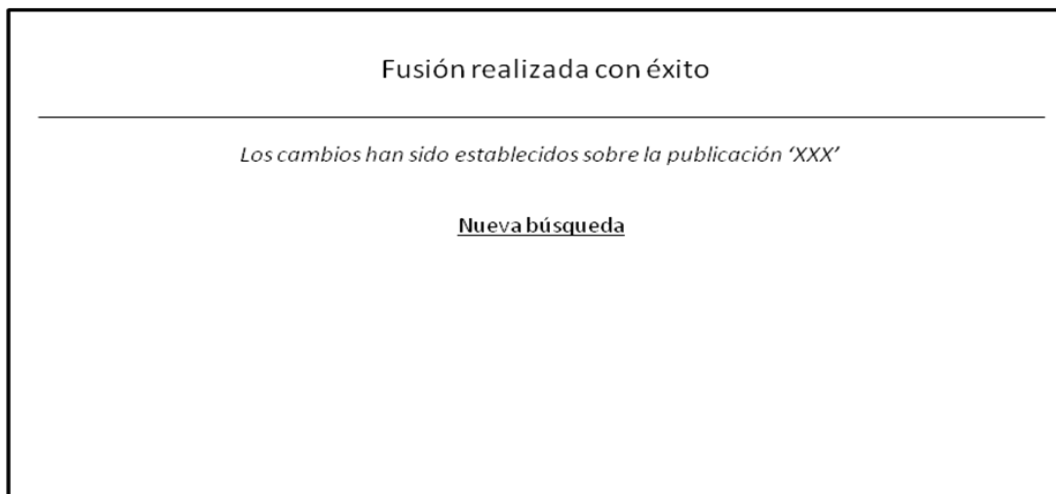 Fusión realizada con éxito
Los cambios han sido establecidos sobre la publicación ‘XXX’
Nueva búsqueda